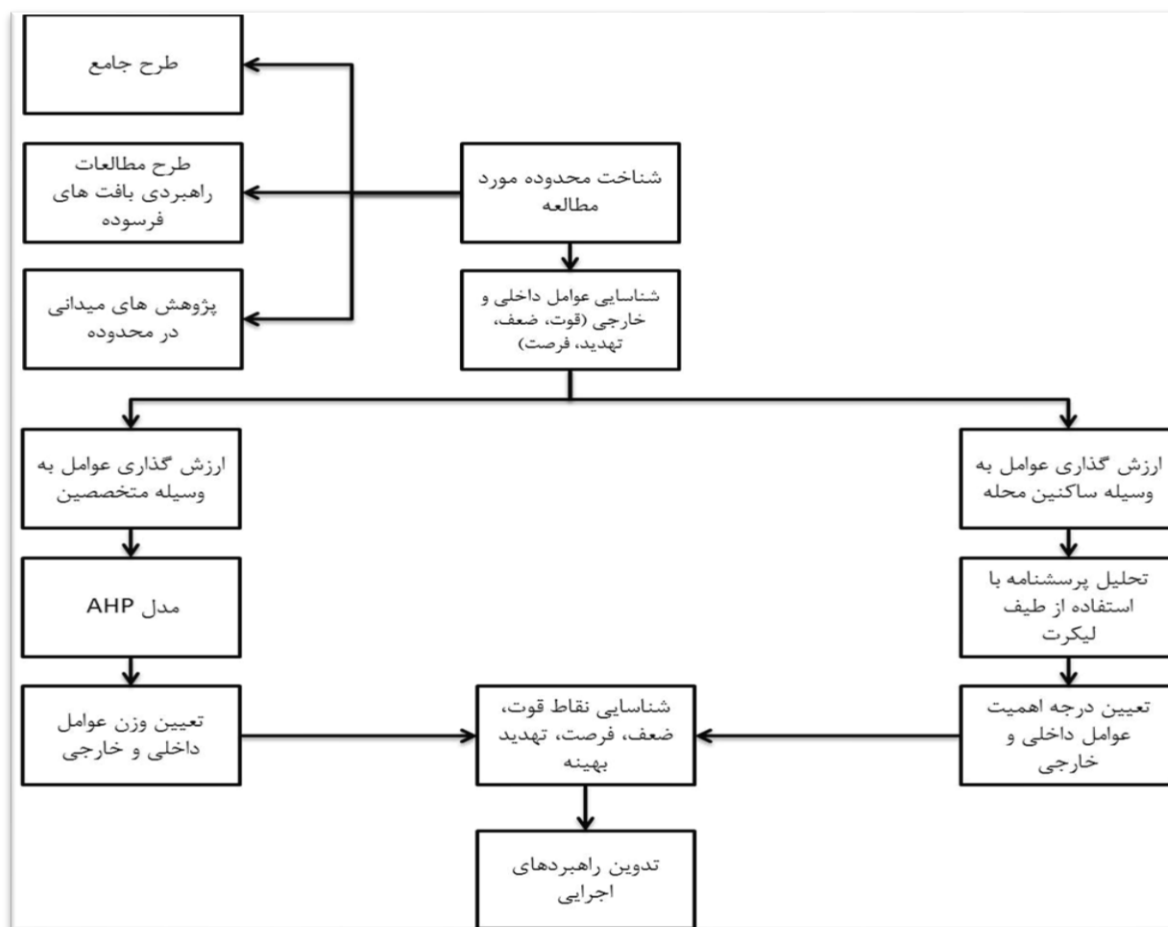 طرح جامع
طرح مطالعات
راهبردی بافت های
فرسوده
شناخت محدوده مورد
مطالعه
پژوهش های میدانی
در محدوده
شناسایی عوامل داخلی و
خارجی (قوت، ضعف،
تهدید، فرصت)
ارزش گذاری عوامل به
وسیله ساکنین محله
ارزش گذاری عوامل به
وسیله متخصصین
تحلیل پرسشنامه با
استفاده از طیف
لیکرت
مدل AHP
تعیین درجه اهمیت
عوامل داخلی و
خارجی
شناسایی نقاط قوت،
ضعف، فرصت، تهدید
بهینه
تعیین وزن عوامل
داخلی و خارجی
تدوین راهبردهای
اجرایی